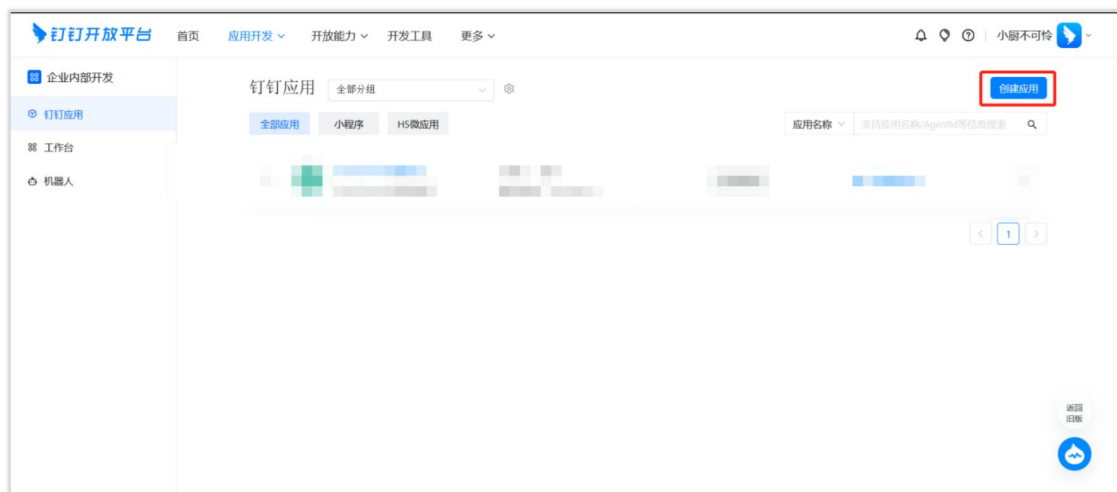 钉钉开放平台 首页 应用开发 开放能力 开发工具 更多 小厨不可怜
企业内部开发
钉钉应用
工作台
机器人
钉钉应用 全部分组 创建应用
全部应用 小程序 H5微应用 应用名称 支持应用名称/AgentId等信息搜索
1
返回
旧版